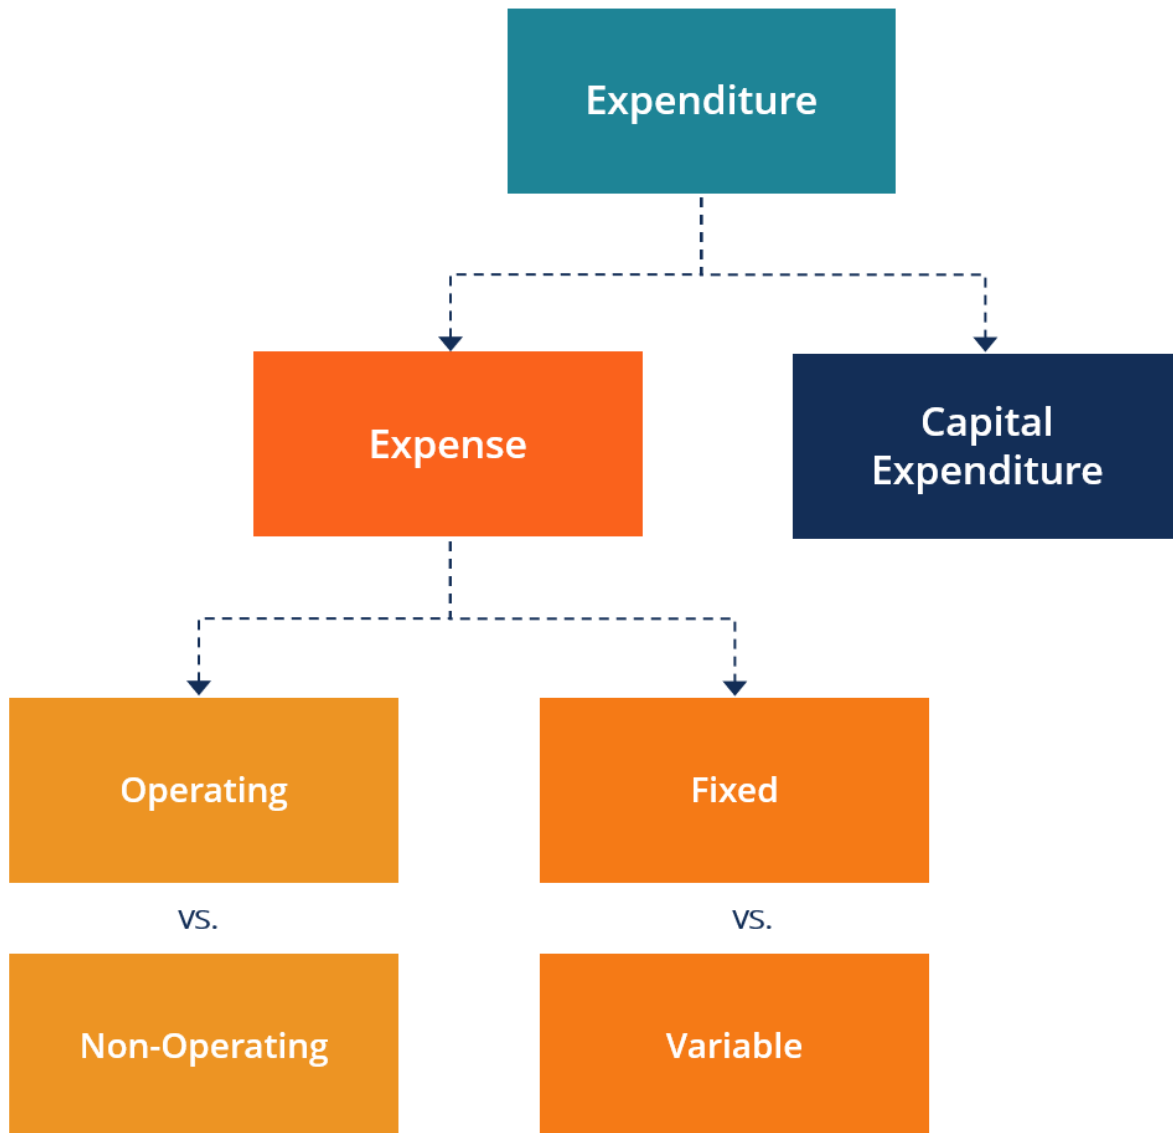 Expenditure
Expense
Capital
Expenditure
Operating
Fixed
vs.
vs.
Non-Operating
Variable